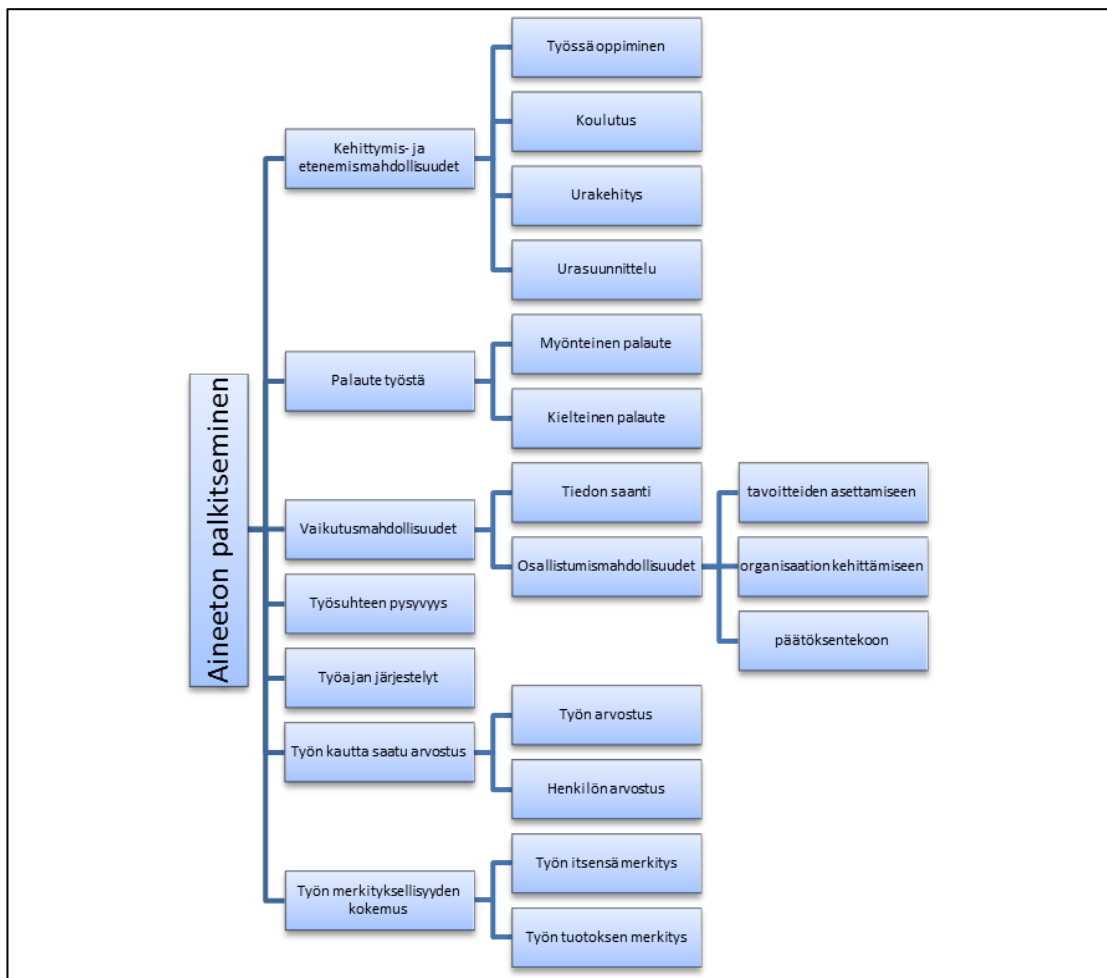 Aineeton palkitseminen
Kehittymis- ja
etenemismahdollisuudet
Työssä oppiminen
Koulutus
Urakehitys
Urasuunnittelu
Palaute työstä
Myönteinen palaute
Kielteinen palaute
Vaikutusmahdollisuudet
Tiedon saanti
Osallistumismahdollisuudet
tavoitteiden asettamiseen
organisaation kehittämiseen
päätöksentekoon
Työsuhteen pysyvyys
Työajan järjestelyt
Työn kautta saatu arvostus
Työn arvostus
Henkilön arvostus
Työn merkityksellisyyden
kokemus
Työn itsensä merkitys
Työn tuotoksen merkitys